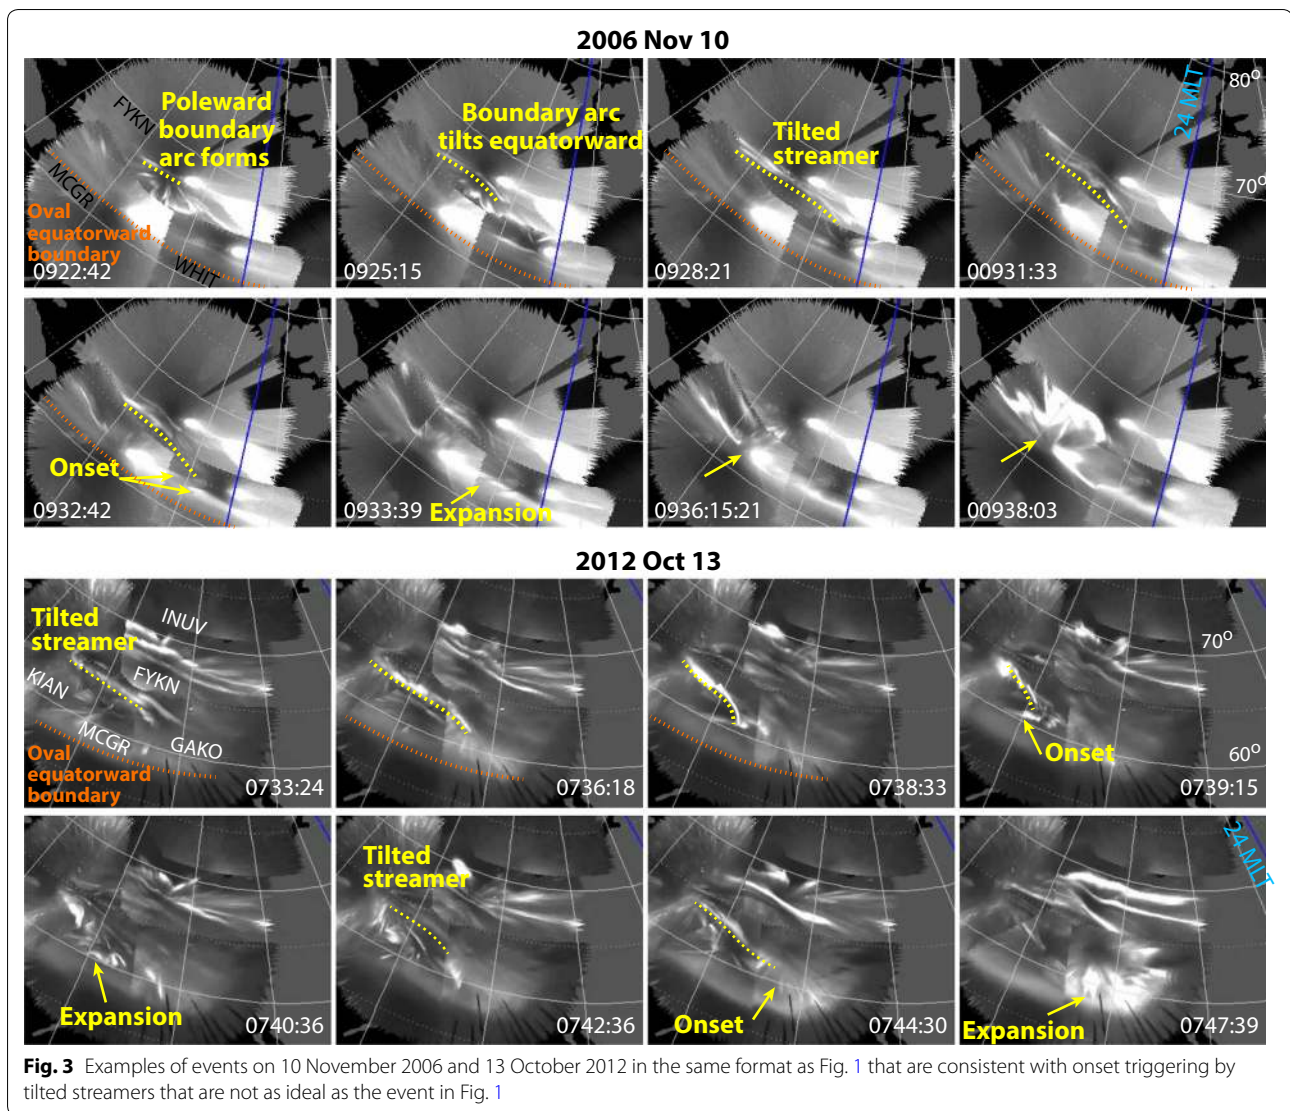 2006 Nov 10
Poleward
boundary
arc forms
FYKN
MCGR
Oval
equatorward
boundary
WHIT
0922:42
Boundary arc
tilts equatorward
0925:15
Tilted
streamer
0928:21
24 MLT
80°
70°
00931:33
Onset
0932:42
0933:39
Expansion
0936:15:21
00938:03
2012 Oct 13
Tilted
streamer
INUV
KIAN
FYKN
MCGR
GAKO
Oval
equatorward
boundary
0733:24
0736:18
0738:33
70°
60°
Onset
0739:15
Expansion
0740:36
Tilted
streamer
0742:36
Onset
0744:30
24 MLT
Expansion
0747:39
Fig. 3 Examples of events on 10 November 2006 and 13 October 2012 in the same format as Fig. 1 that are consistent with onset triggering by
tilted streamers that are not as ideal as the event in Fig. 1